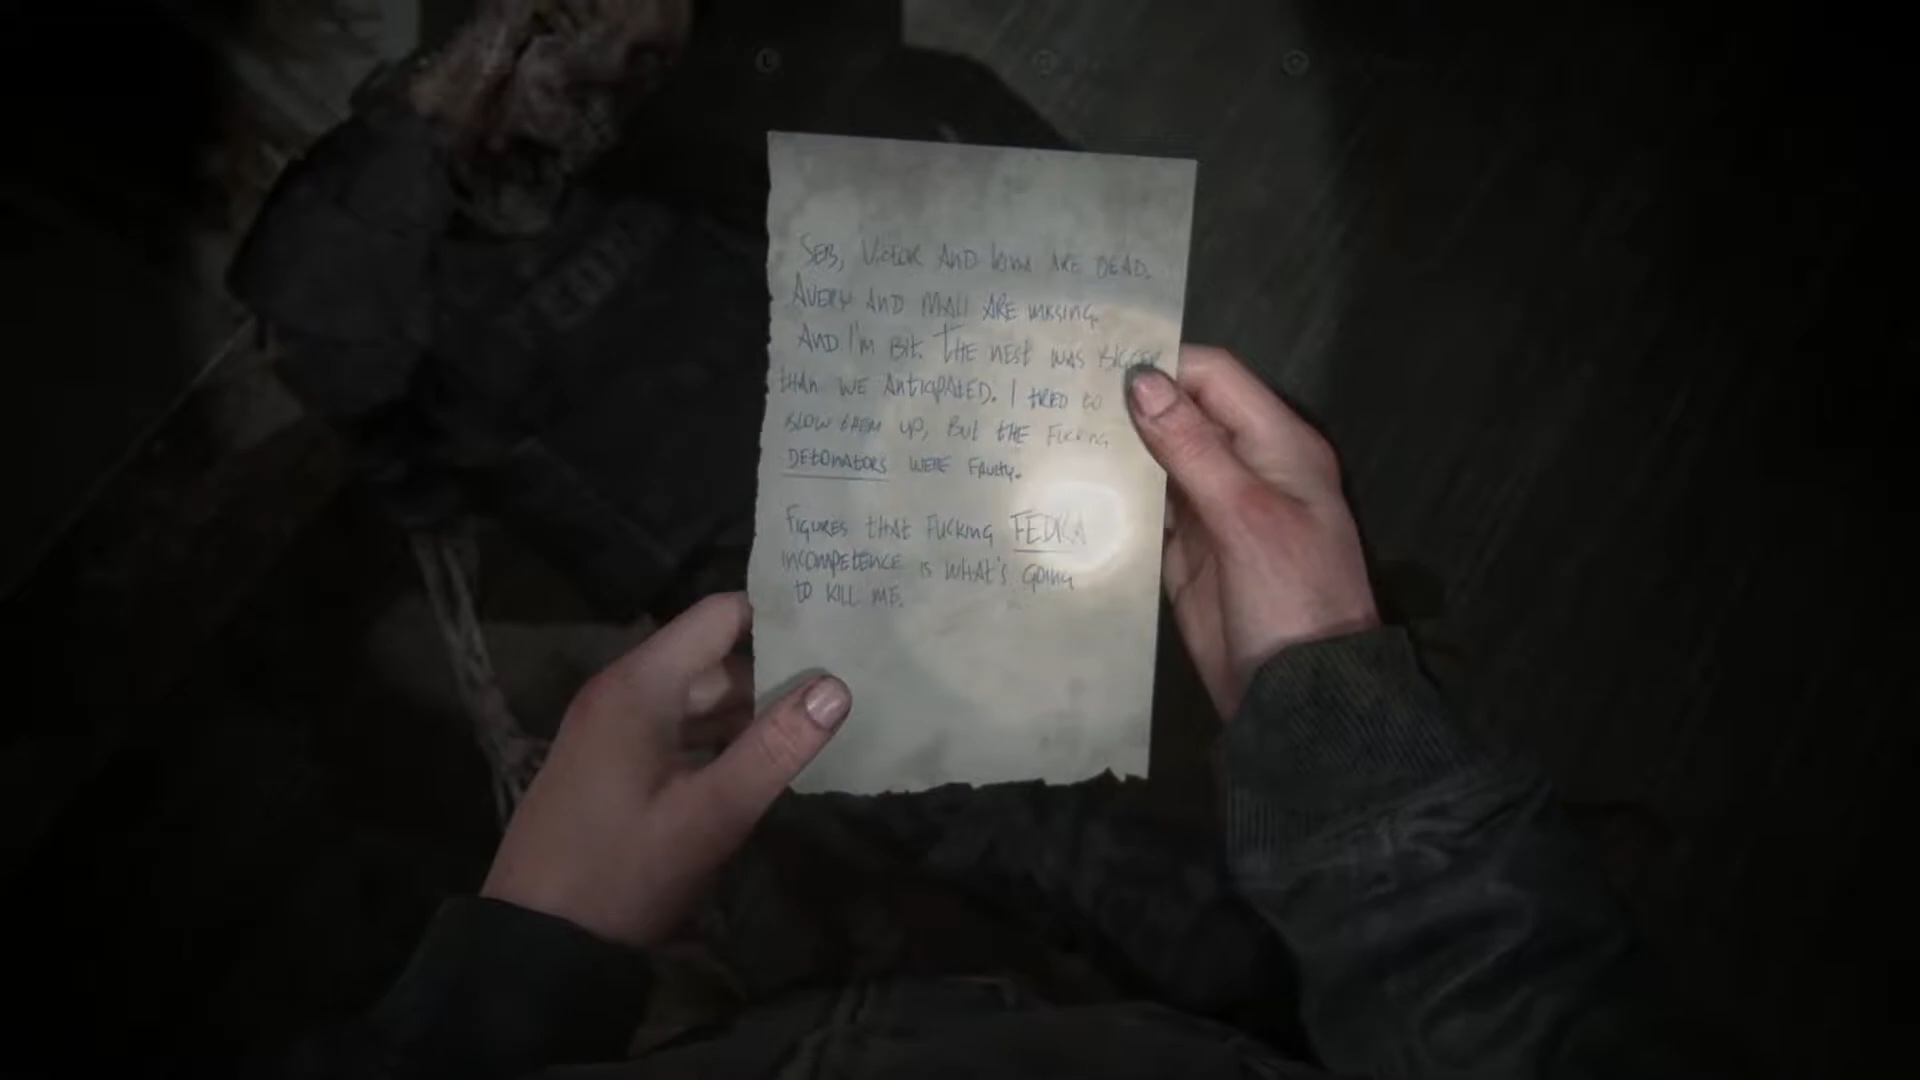 SEB, VICTOR AND KIMI ARE DEAD.
AVERY AND MALI ARE MISSING.
AND I'M BIT. THE NEST WAS BIGGER
THAN WE ANTICIPATED. I TRIED TO
BLOW THEM UP, BUT THE FUCKING
DETONATORS WERE FAULTY.
FIGURES THAT FUCKING FEDRA
INCOMPETENCE IS WHAT'S GOING
TO KILL ME.
FEDRA